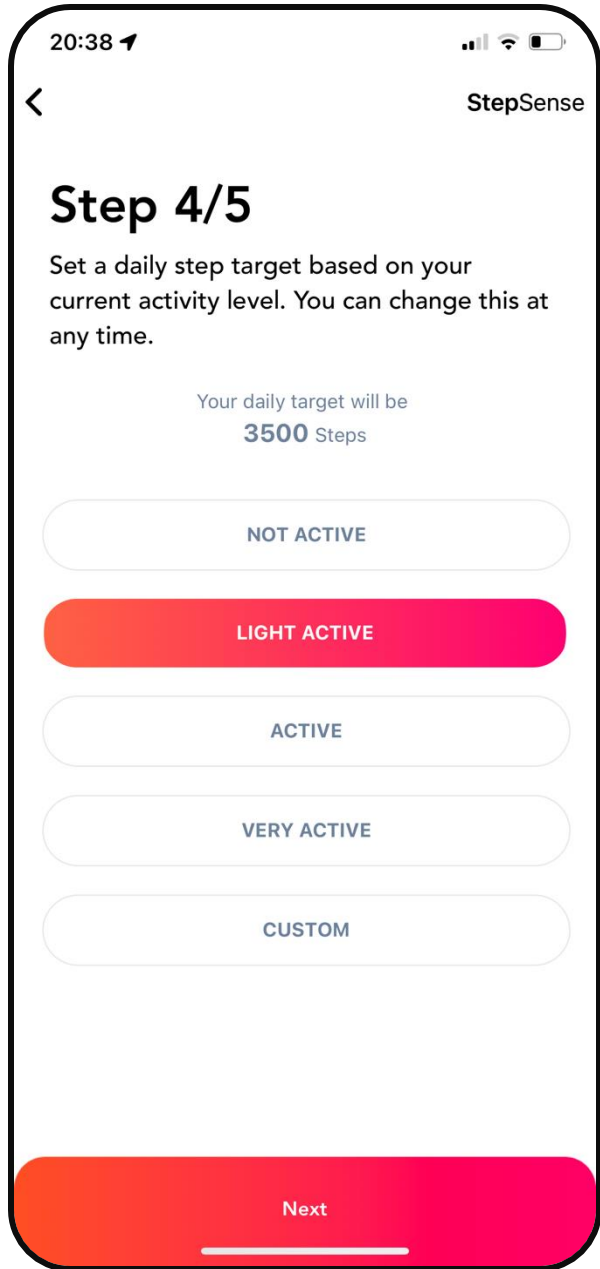 20:38
StepSense
Step 4/5
Set a daily step target based on your
current activity level. You can change this at
any time.
Your daily target will be
3500 Steps
NOT ACTIVE
LIGHT ACTIVE
ACTIVE
VERY ACTIVE
CUSTOM
Next